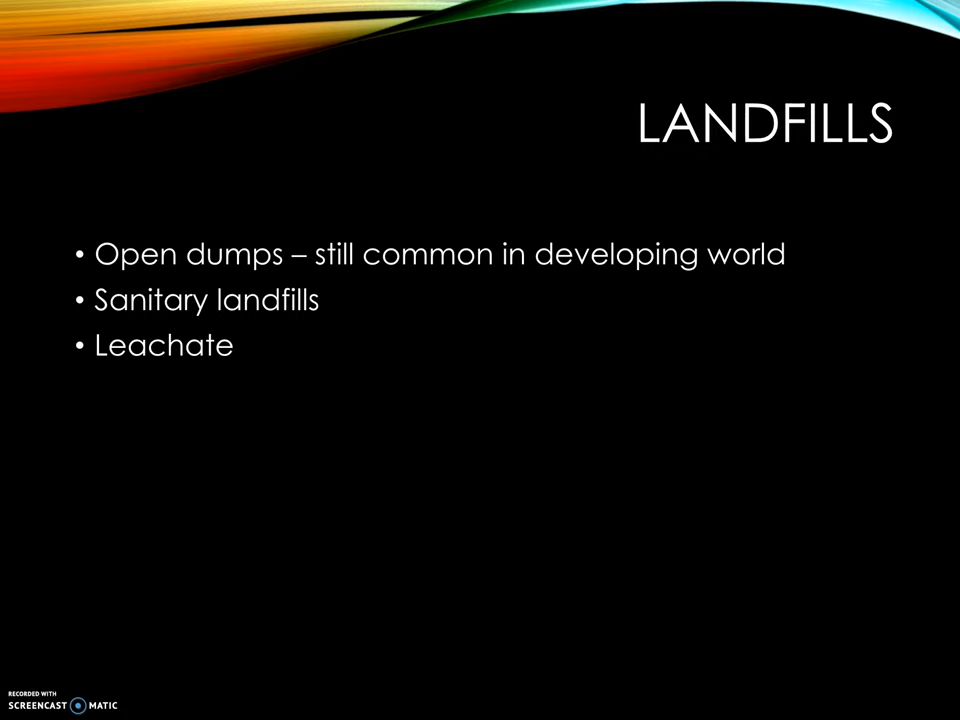 LANDFILLS
• Open dumps – still common in developing world
• Sanitary landfills
• Leachate
RECORDED WITH
SCREENCAST MATIC